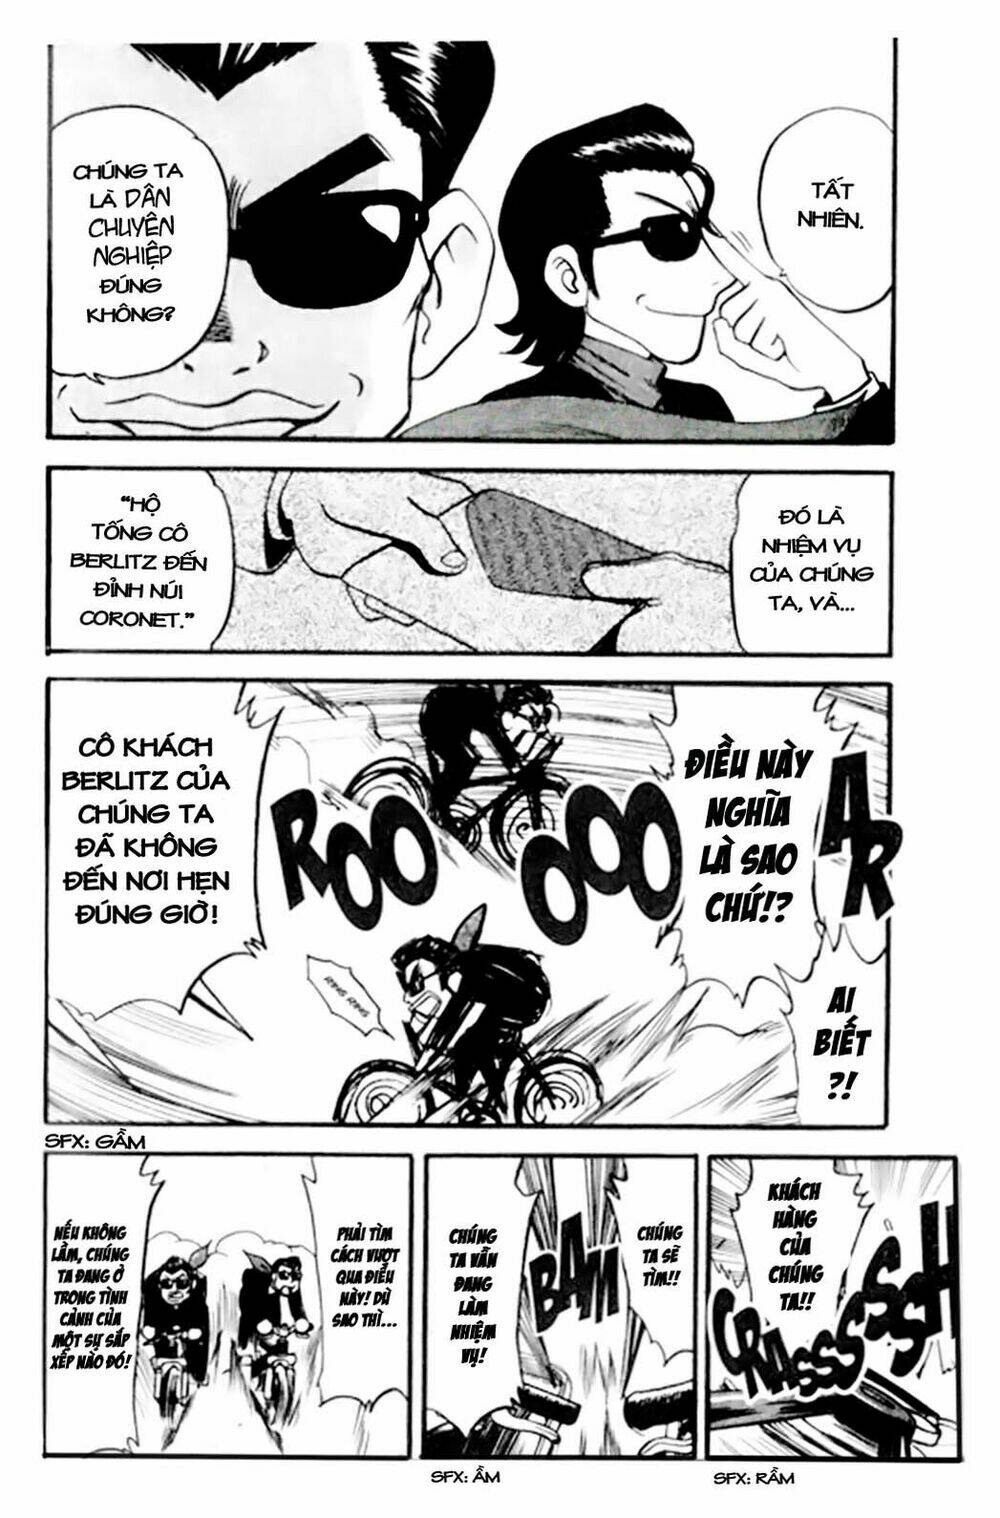 TẤT
NHIÊN.
CHÚNG TA
LÀ DÂN
CHUYÊN
NGHIỆP
ĐÚNG
KHÔNG?
ĐÓ LÀ
NHIỆM VỤ
CỦA CHÚNG
TA, VÀ...
"HỘ
TỐNG CÔ
BERLITZ ĐẾN
ĐỈNH NÚI
CORONET."
AR
ROO
OOO
AI
BIẾT
?!
ĐIỀU NÀY
NGHĨA
LÀ SAO
CHỨ!?
CÔ KHÁCH
BERLITZ CỦA
CHÚNG TA
ĐÃ KHÔNG
ĐẾN NƠI HẸN
ĐÚNG GIỜ!
RING RING
SFX: GẦM
KHÁCH
HÀNG
CỦA
CHÚNG
TA!!
CRASSSSSSH
SFX: RẦM
CHÚNG
TA SẼ
TÌM!!
BAM
CHÚNG
TA VẪN
ĐANG
LÀM
NHIỆM
VỤ!
SFX: ẦM
PHẢI TÌM
CÁCH VƯỢT
QUA ĐIỀU
NÀY! DÙ
SAO THÌ...
NẾU KHÔNG
LẦM, CHÚNG
TA ĐANG Ở
TRONG TÌNH
CẢNH CỦA
MỘT SỰ SẮP
XẾP NÀO ĐÓ!